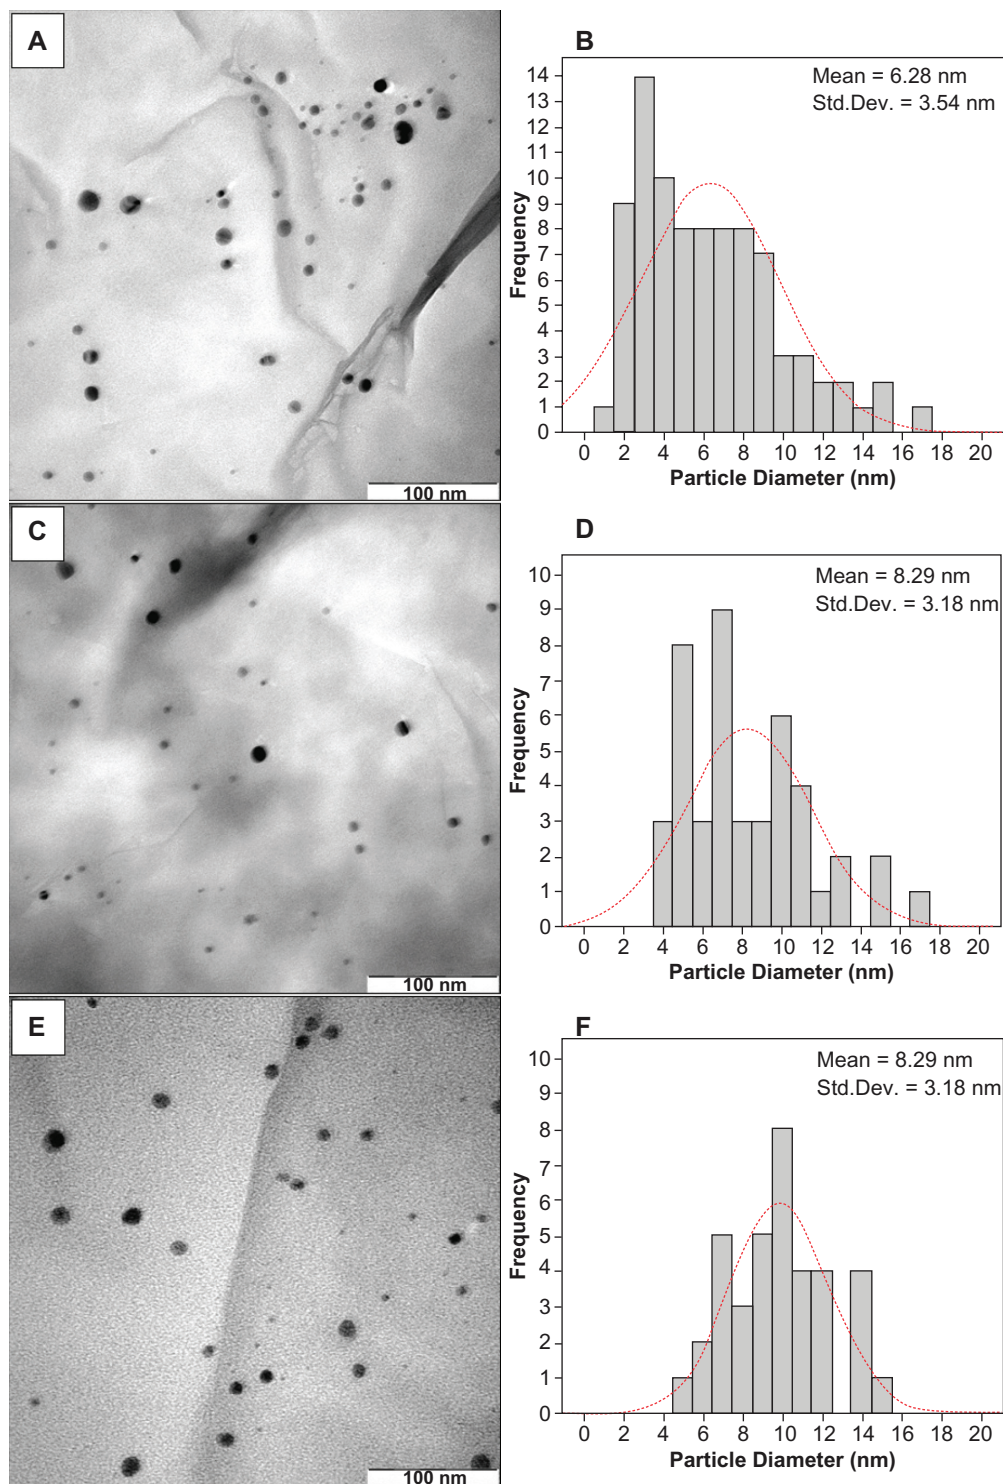 A
100 nm
B
Mean = 6.28 nm
Std.Dev. = 3.54 nm
Frequency
14
13
12
11
10
9
8
7
6
5
4
3
2
1
0
0 2 4 6 8 10 12 14 16 18 20
Particle Diameter (nm)
C
100 nm
D
Mean = 8.29 nm
Std.Dev. = 3.18 nm
Frequency
10
9
8
7
6
5
4
3
2
1
0
0 2 4 6 8 10 12 14 16 18 20
Particle Diameter (nm)
E
100 nm
F
Mean = 8.29 nm
Std.Dev. = 3.18 nm
Frequency
10
9
8
7
6
5
4
3
2
1
0
0 2 4 6 8 10 12 14 16 18 20
Particle Diameter (nm)